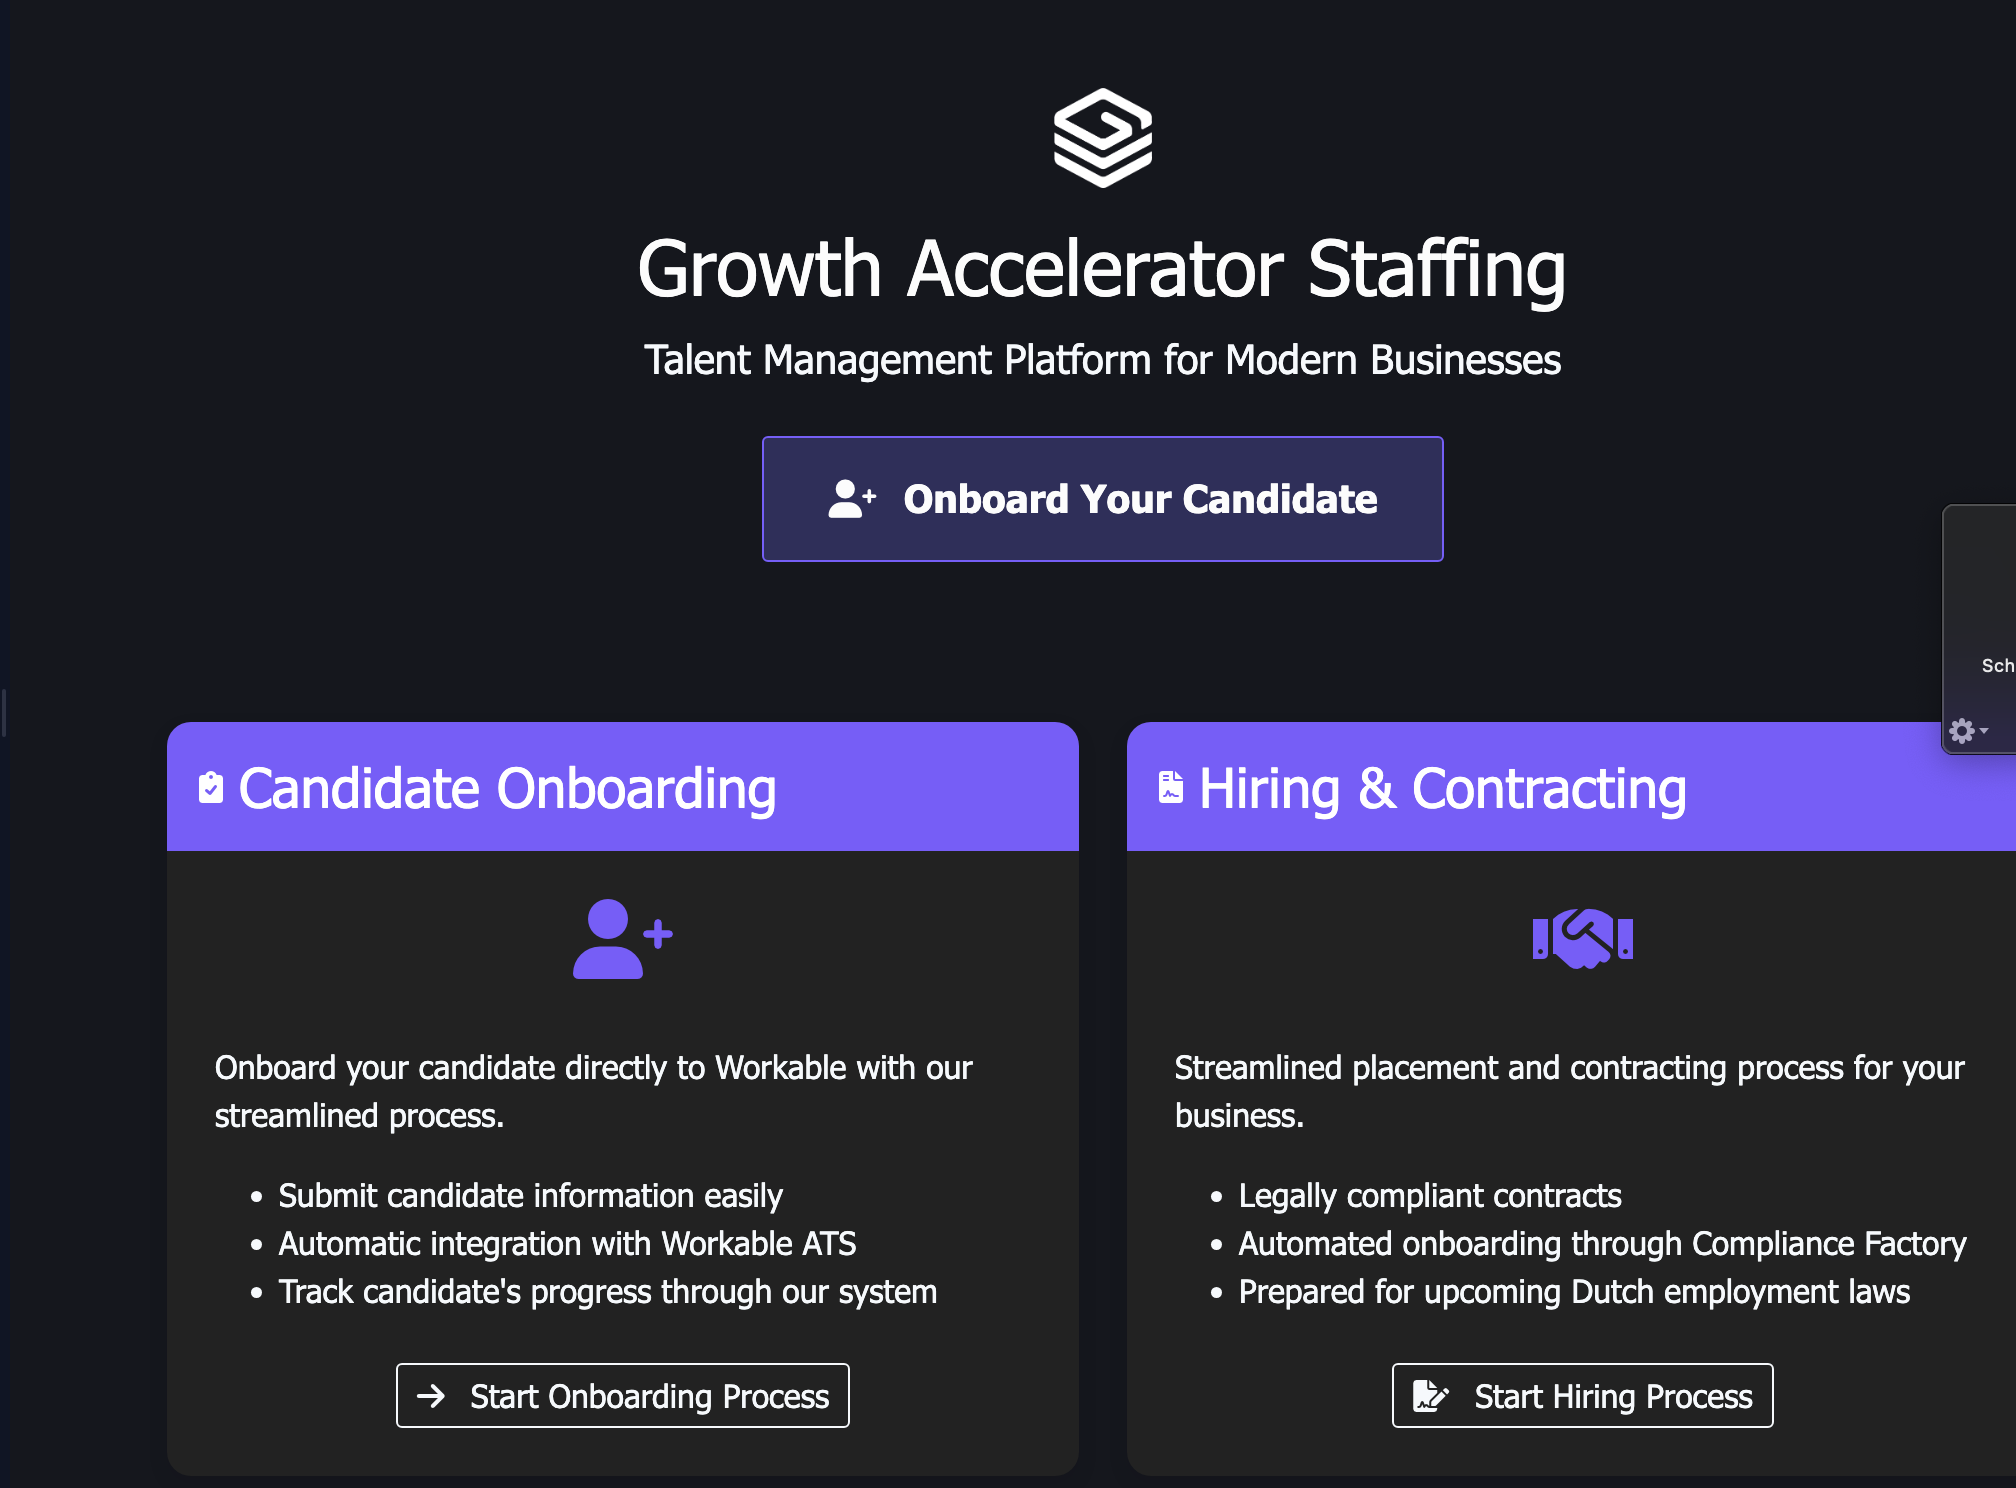 Growth Accelerator Staffing
Talent Management Platform for Modern Businesses
Onboard Your Candidate
Candidate Onboarding
Onboard your candidate directly to Workable with our
streamlined process.
• Submit candidate information easily
• Automatic integration with Workable ATS
• Track candidate's progress through our system
Start Onboarding Process
Sch
Hiring & Contracting
Streamlined placement and contracting process for your
business.
• Legally compliant contracts
• Automated onboarding through Compliance Factory
• Prepared for upcoming Dutch employment laws
Start Hiring Process